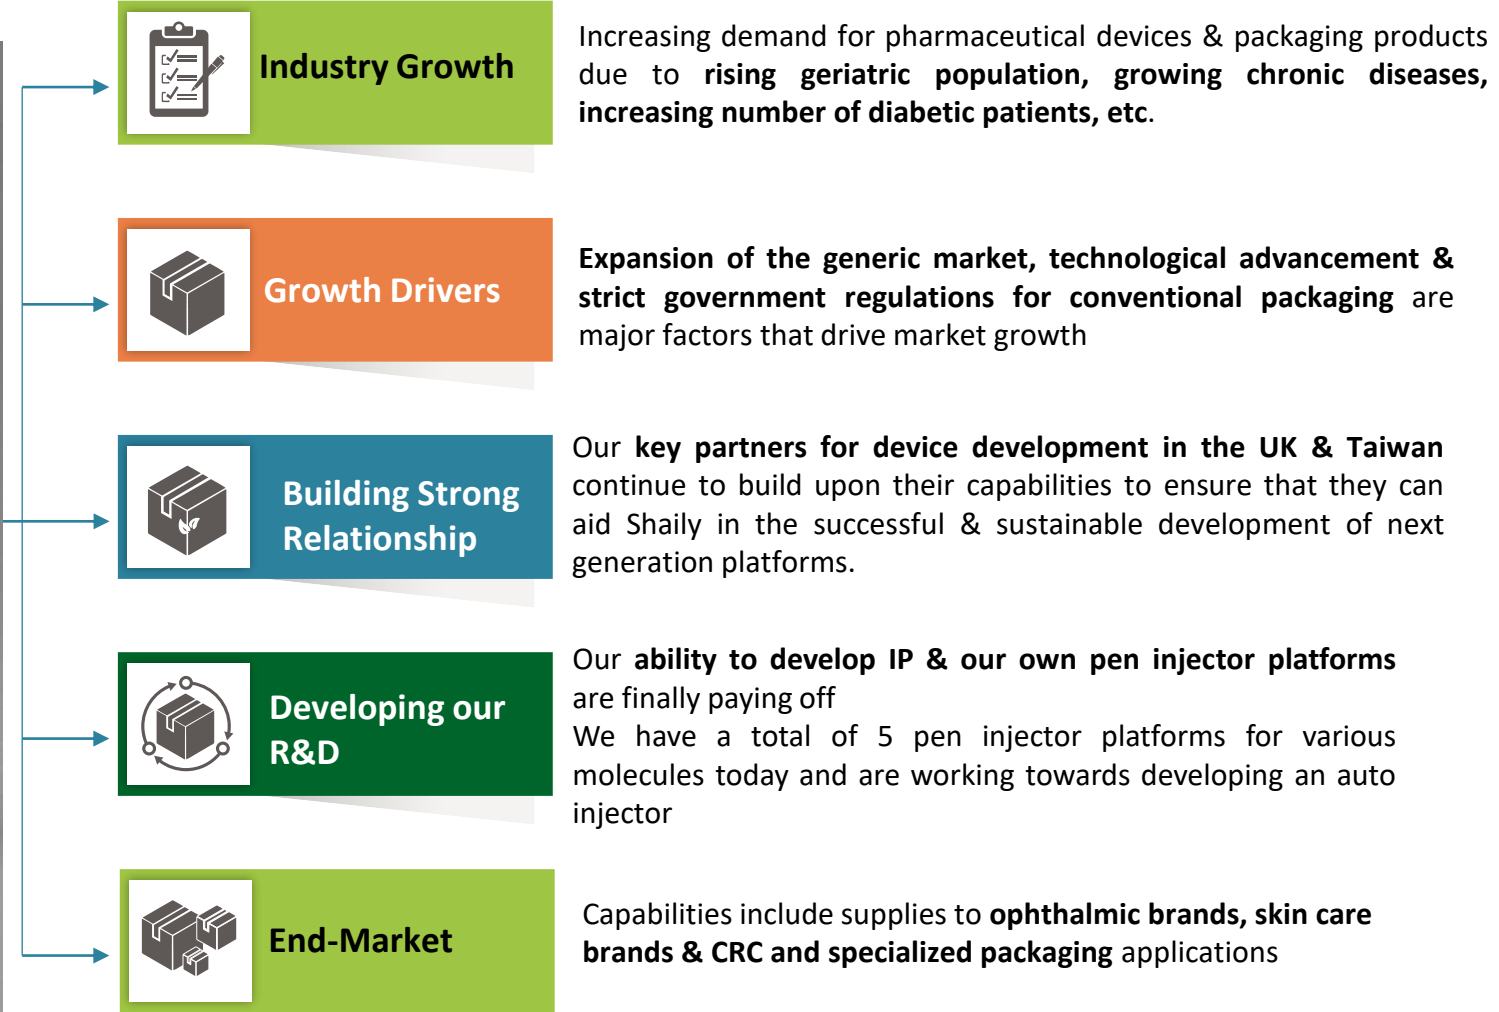 Industry Growth
Increasing demand for pharmaceutical devices & packaging products
due to rising geriatric population, growing chronic diseases,
increasing number of diabetic patients, etc.
Growth Drivers
Expansion of the generic market, technological advancement &
strict government regulations for conventional packaging are
major factors that drive market growth
Building Strong
Relationship
Our key partners for device development in the UK & Taiwan
continue to build upon their capabilities to ensure that they can
aid Shaily in the successful & sustainable development of next
generation platforms.
Developing our
R&D
Our ability to develop IP & our own pen injector platforms
are finally paying off
We have a total of 5 pen injector platforms for various
molecules today and are working towards developing an auto
injector
End-Market
Capabilities include supplies to ophthalmic brands, skin care
brands & CRC and specialized packaging applications